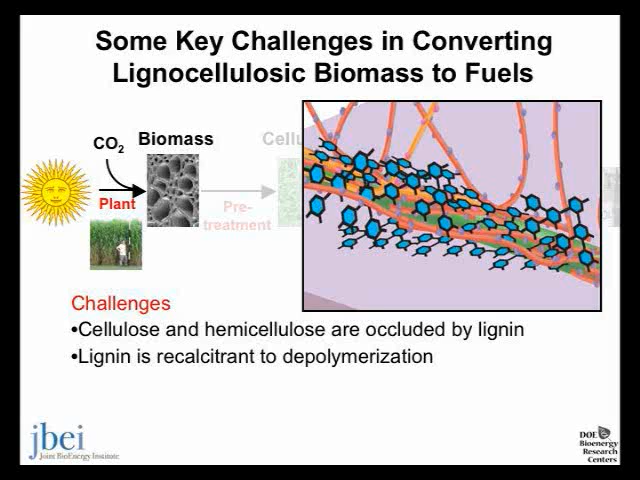 Some Key Challenges in Converting
Lignocellulosic Biomass to Fuels
CO2
Biomass
Cellu
Plant
Pre-
treatment
Challenges
•Cellulose and hemicellulose are occluded by lignin
•Lignin is recalcitrant to depolymerization
jbei
Joint BioEnergy Institute
DOE
Bioenergy
Research
Centers